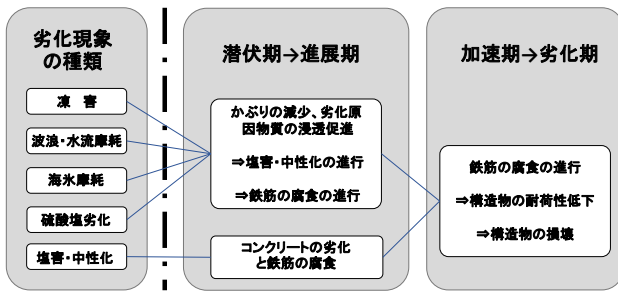 劣化現象
の種類
凍　害
波浪・水流摩耗
海氷摩耗
硫酸塩劣化
塩害・中性化
潜伏期→進展期
かぶりの減少、劣化原
因物質の浸透促進
⇒塩害・中性化の進行
⇒鉄筋の腐食の進行
コンクリートの劣化
と鉄筋の腐食
加速期→劣化期
鉄筋の腐食の進行
⇒構造物の耐荷性低下
⇒構造物の損壊